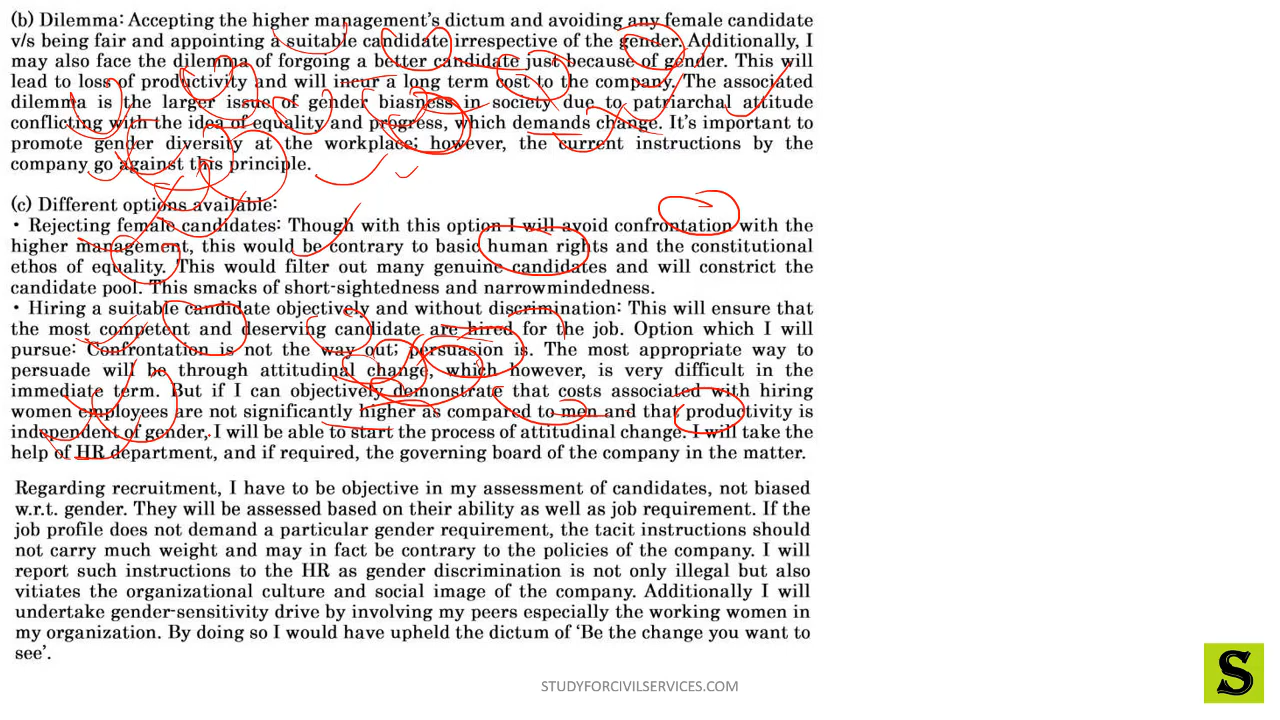 (b) Dilemma: Accepting the higher management's dictum and avoiding any female candidate
v/s being fair and appointing a suitable candidate irrespective of the gender. Additionally, I
may also face the dilemma of forgoing a better candidate just because of gender. This will
lead to loss of productivity and will incur a long term cost to the company. The associated
dilemma is the larger issue of gender biasness in society due to patriarchal attitude
conflicting with the idea of equality and progress, which demands change. It's important to
promote gender diversity at the workplace; however, the current instructions by the
company go against this principle.
(c) Different options available:
• Rejecting female candidates: Though with this option I will avoid confrontation with the
higher management, this would be contrary to basic human rights and the constitutional
ethos of equality. This would filter out many genuine candidates and will constrict the
candidate pool. This smacks of short-sightedness and narrowmindedness.
• Hiring a suitable candidate objectively and without discrimination: This will ensure that
the most competent and deserving candidate are hired for the job. Option which I will
pursue: Confrontation is not the way out; persuasion is. The most appropriate way to
persuade will be through attitudinal change, which however, is very difficult in the
immediate term. But if I can objectively demonstrate that costs associated with hiring
women employees are not significantly higher as compared to men and that productivity is
independent of gender, I will be able to start the process of attitudinal change. I will take the
help of HR department, and if required, the governing board of the company in the matter.
Regarding recruitment, I have to be objective in my assessment of candidates, not biased
w.r.t. gender. They will be assessed based on their ability as well as job requirement. If the
job profile does not demand a particular gender requirement, the tacit instructions should
not carry much weight and may in fact be contrary to the policies of the company. I will
report such instructions to the HR as gender discrimination is not only illegal but also
vitiates the organizational culture and social image of the company. Additionally I will
undertake gender-sensitivity drive by involving my peers especially the working women in
my organization. By doing so I would have upheld the dictum of 'Be the change you want to
see'.
STUDYFORCIVILSERVICES.COM
S